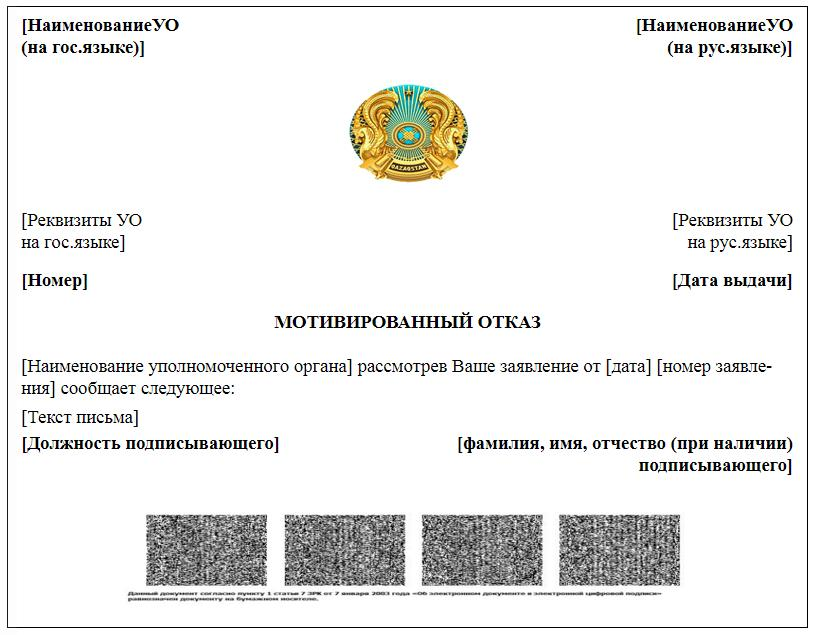 [НаименованиеУО [НаименованиеУО
(на гос.языке)] (на рус.языке)]
QAZAQSTAN
[Реквизиты УО [Реквизиты УО
на гос.языке] на рус.языке]
[Номер] [Дата выдачи]
МОТИВИРОВАННЫЙ ОТКАЗ
[Наименование уполномоченного органа] рассмотрев Ваше заявление от [дата] [номер заявле-
ния] сообщает следующее:
[Текст письма]
[Должность подписывающего] [фамилия, имя, отчество (при наличии)
подписывающего]
Данный документ согласно пункту 1 статьи 7 ЗРК от 7 января 2003 года «Об электронном документе и электронной цифровой подписи»
равнозначен документу на бумажном носителе.